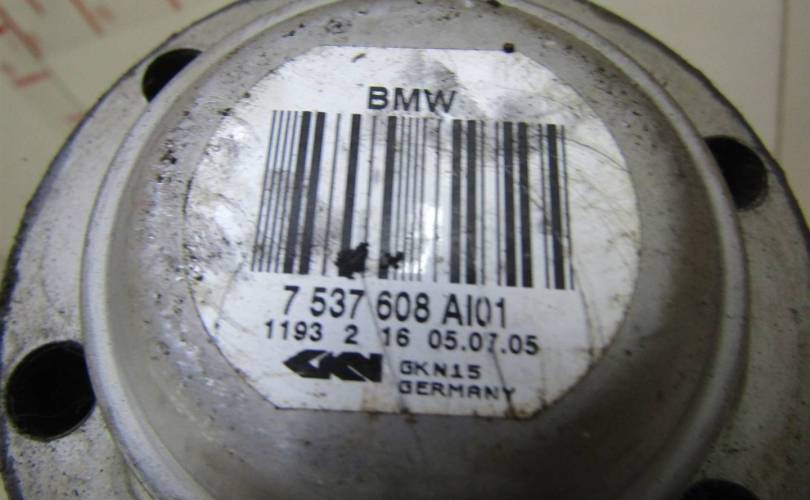 BMW
7 537 608 AI01
1193 2 16 05.07.05
GKN GKN15
GERMANY